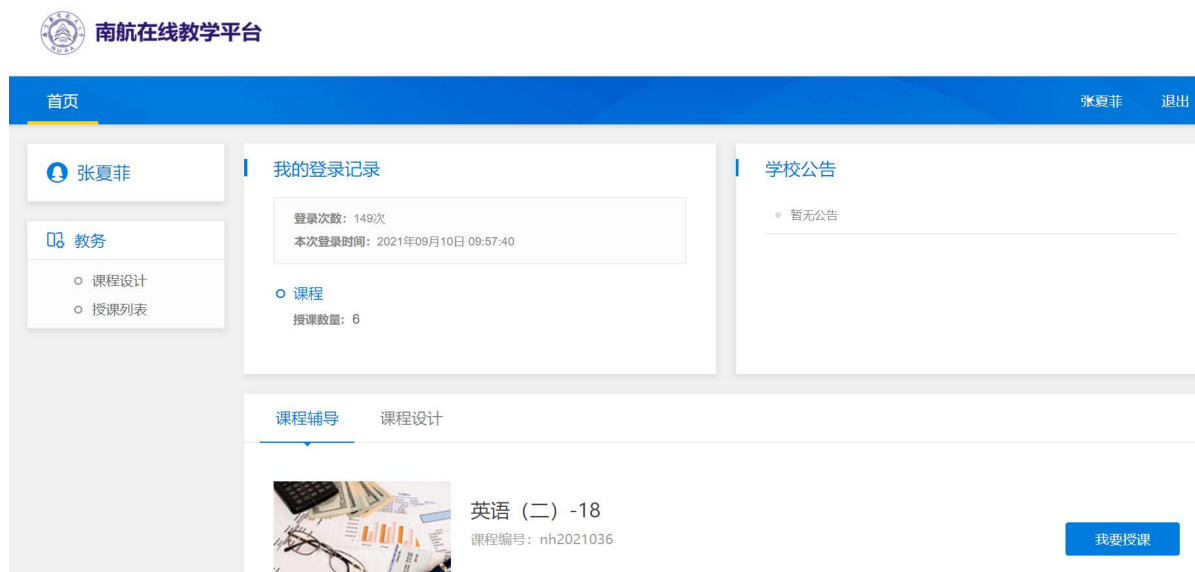 NUAA
南航在线教学平台
首页
张夏菲 退出
张夏菲
教务
课程设计
授课列表
我的登录记录
登录次数：149次
本次登录时间：2021年09月10日 09:57:40
课程
授课数量：6
学校公告
暂无公告
课程辅导 课程设计
英语（二）-18
课程编号：nh2021036
我要授课